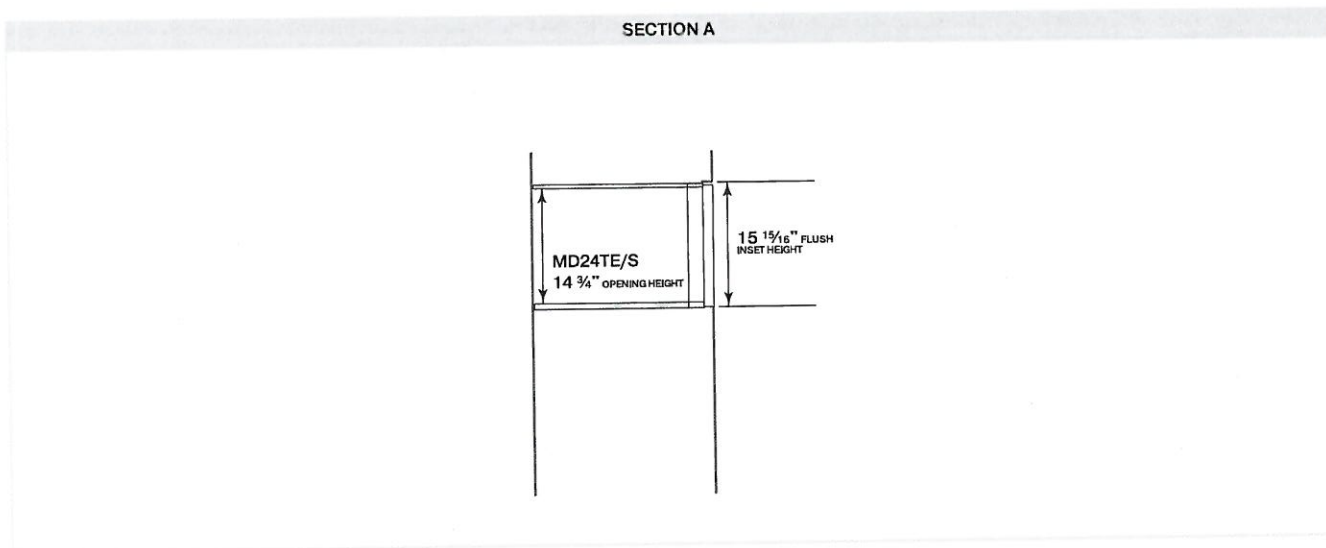 SECTION A
15 15/16" FLUSH
INSET HEIGHT
MD24TE/S
14 3/4" OPENING HEIGHT